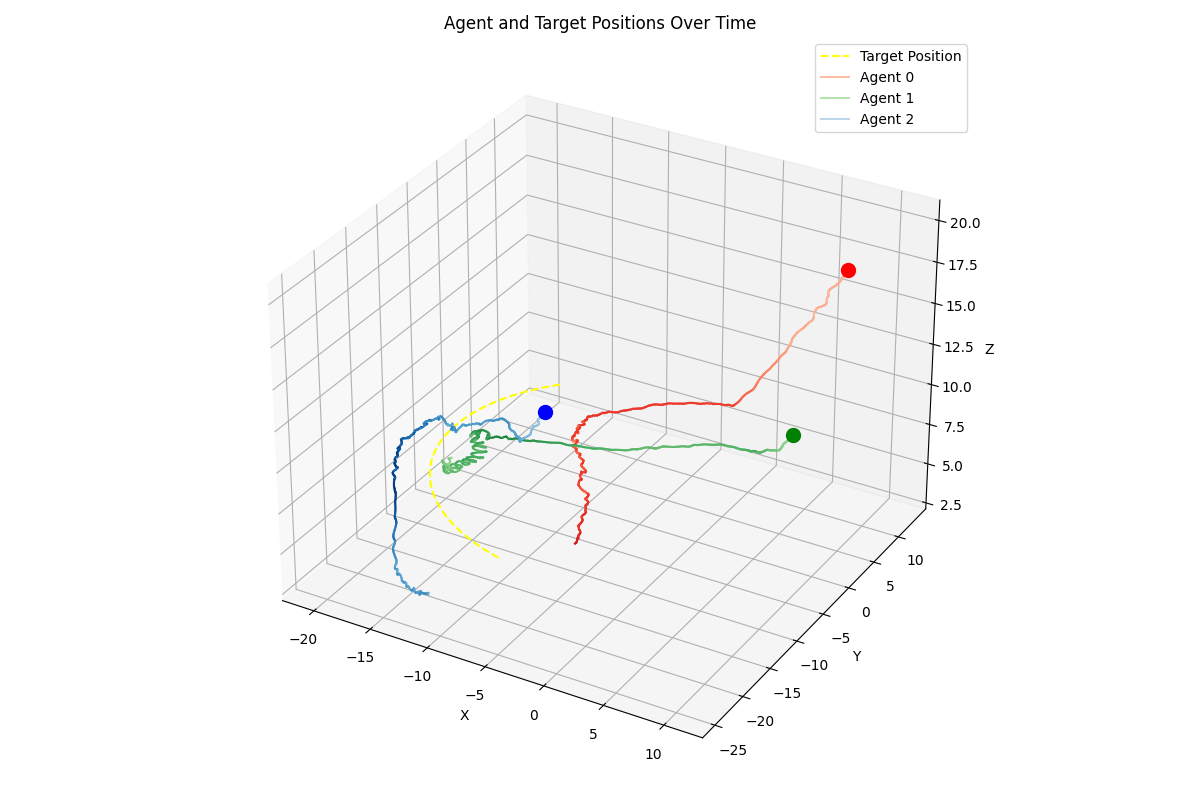 Agent and Target Positions Over Time
Target Position
Agent 0
Agent 1
Agent 2
20.0
17.5
15.0
12.5
10.0
7.5
5.0
2.5
Z
10
5
0
−5
−10
−15
−20
−25
Y
−20
−15
−10
−5
0
5
10
X